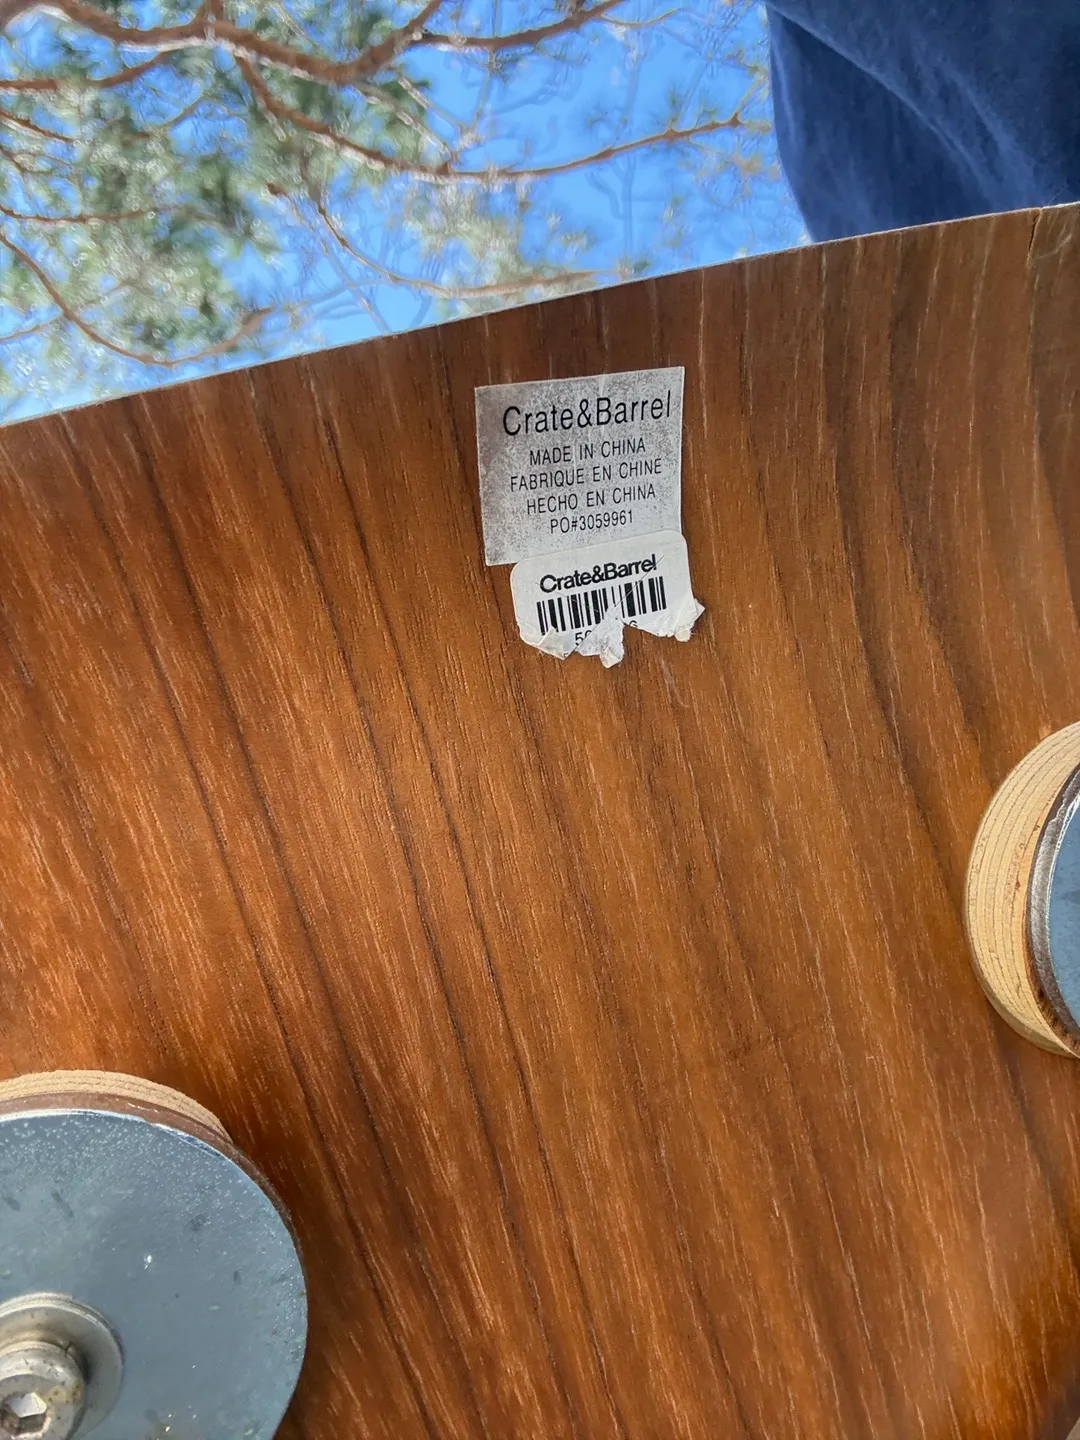 Crate&Barrel
MADE IN CHINA
FABRIQUE EN CHINE
HECHO EN CHINA
PO#3059961
Crate&Barrel